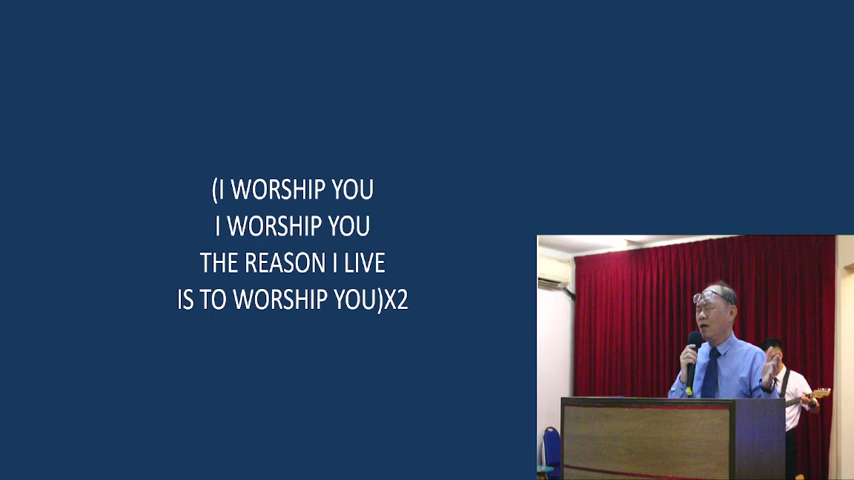 (I WORSHIP YOU
I WORSHIP YOU
THE REASON I LIVE
IS TO WORSHIP YOU)X2